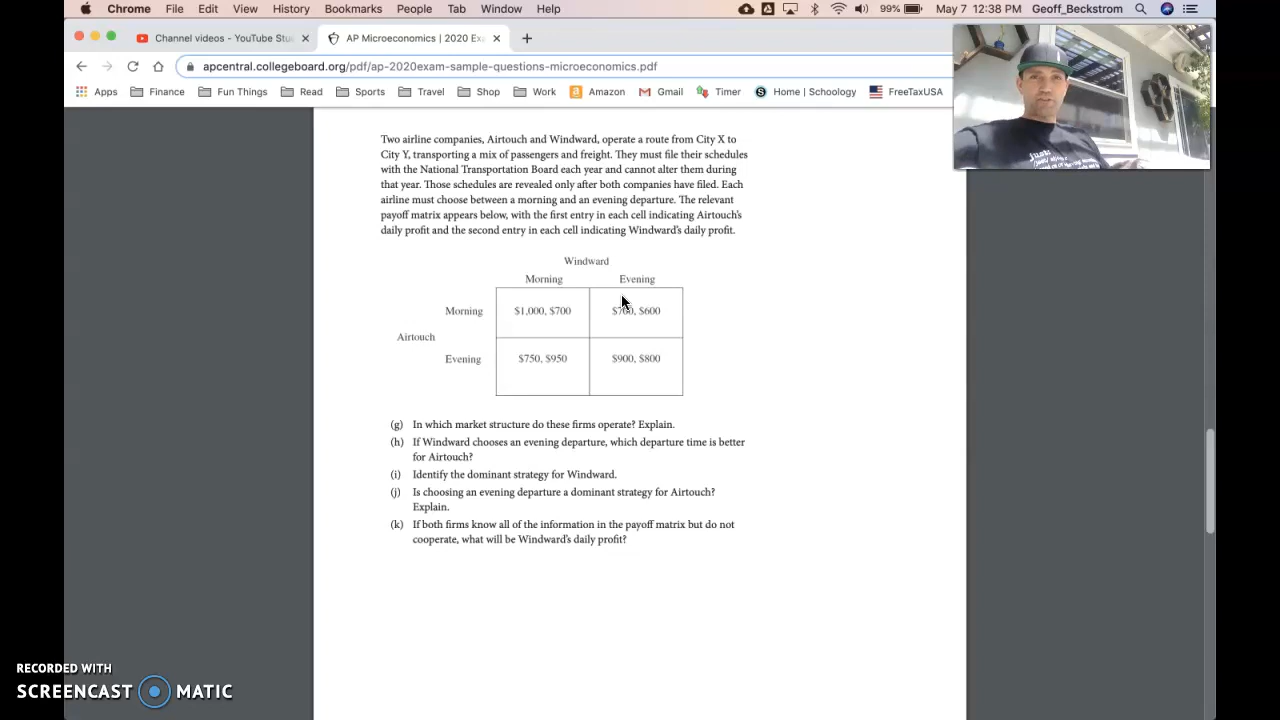 Chrome File Edit View History Bookmarks People Tab Window Help 99% May 7 12:38 PM Geoff_Beckstrom
Channel videos - YouTube Stu AP Microeconomics | 2020 Ex
apcentral.collegeboard.org/pdf/ap-2020exam-sample-questions-microeconomics.pdf
Apps Finance Fun Things Read Sports Travel Shop Work Amazon Gmail Timer Home | Schoology FreeTaxUSA
Two airline companies, Airtouch and Windward, operate a route from City X to
City Y, transporting a mix of passengers and freight. They must file their schedules
with the National Transportation Board each year and cannot alter them during
that year. Those schedules are revealed only after both companies have filed. Each
airline must choose between a morning and an evening departure. The relevant
payoff matrix appears below, with the first entry in each cell indicating Airtouch's
daily profit and the second entry in each cell indicating Windward's daily profit.
Windward
Morning Evening
Morning $1,000, $700 $600
Airtouch
Evening $750, $950 $900, $800
(g) In which market structure do these firms operate? Explain.
(h) If Windward chooses an evening departure, which departure time is better
for Airtouch?
(i) Identify the dominant strategy for Windward.
(j) Is choosing an evening departure a dominant strategy for Airtouch?
Explain.
(k) If both firms know all of the information in the payoff matrix but do not
cooperate, what will be Windward's daily profit?
RECORDED WITH
SCREENCAST MATIC